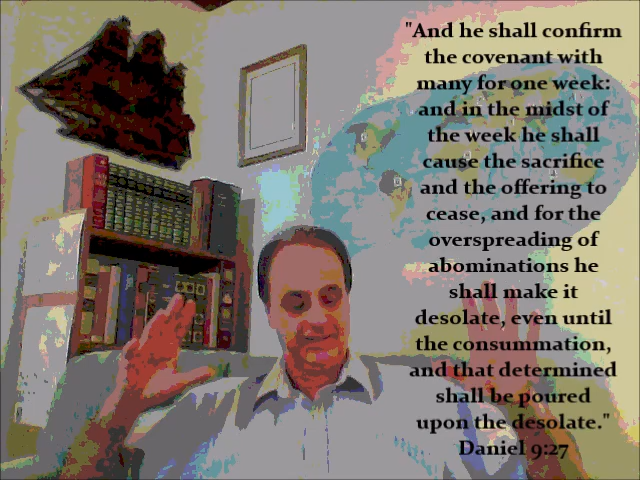 "And he shall confirm
the covenant with
many for one week:
and in the midst of
the week he shall
cause the sacrifice
and the offering to
cease, and for the
overspreading of
abominations he
shall make it
desolate, even until
the consummation,
and that determined
shall be poured
upon the desolate."
Daniel 9:27